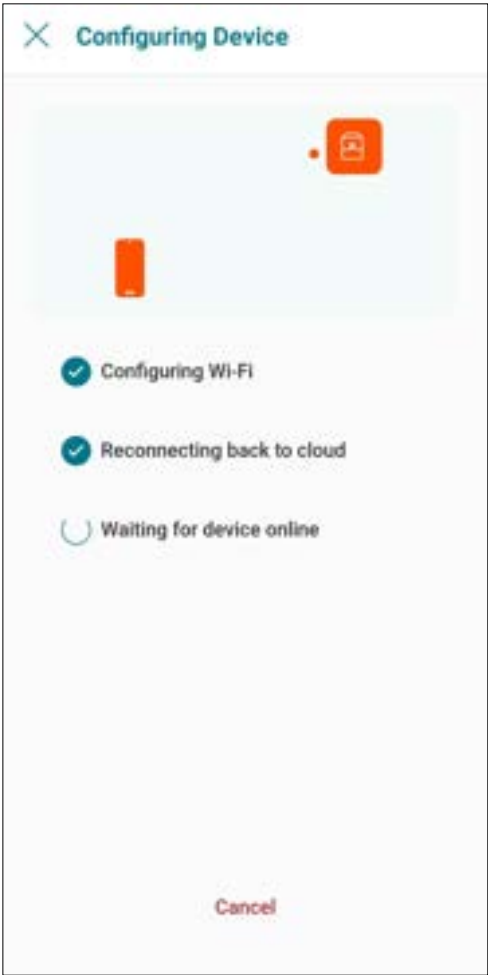 Configuring Device
Configuring Wi-Fi
Reconnecting back to cloud
Waiting for device online
Cancel